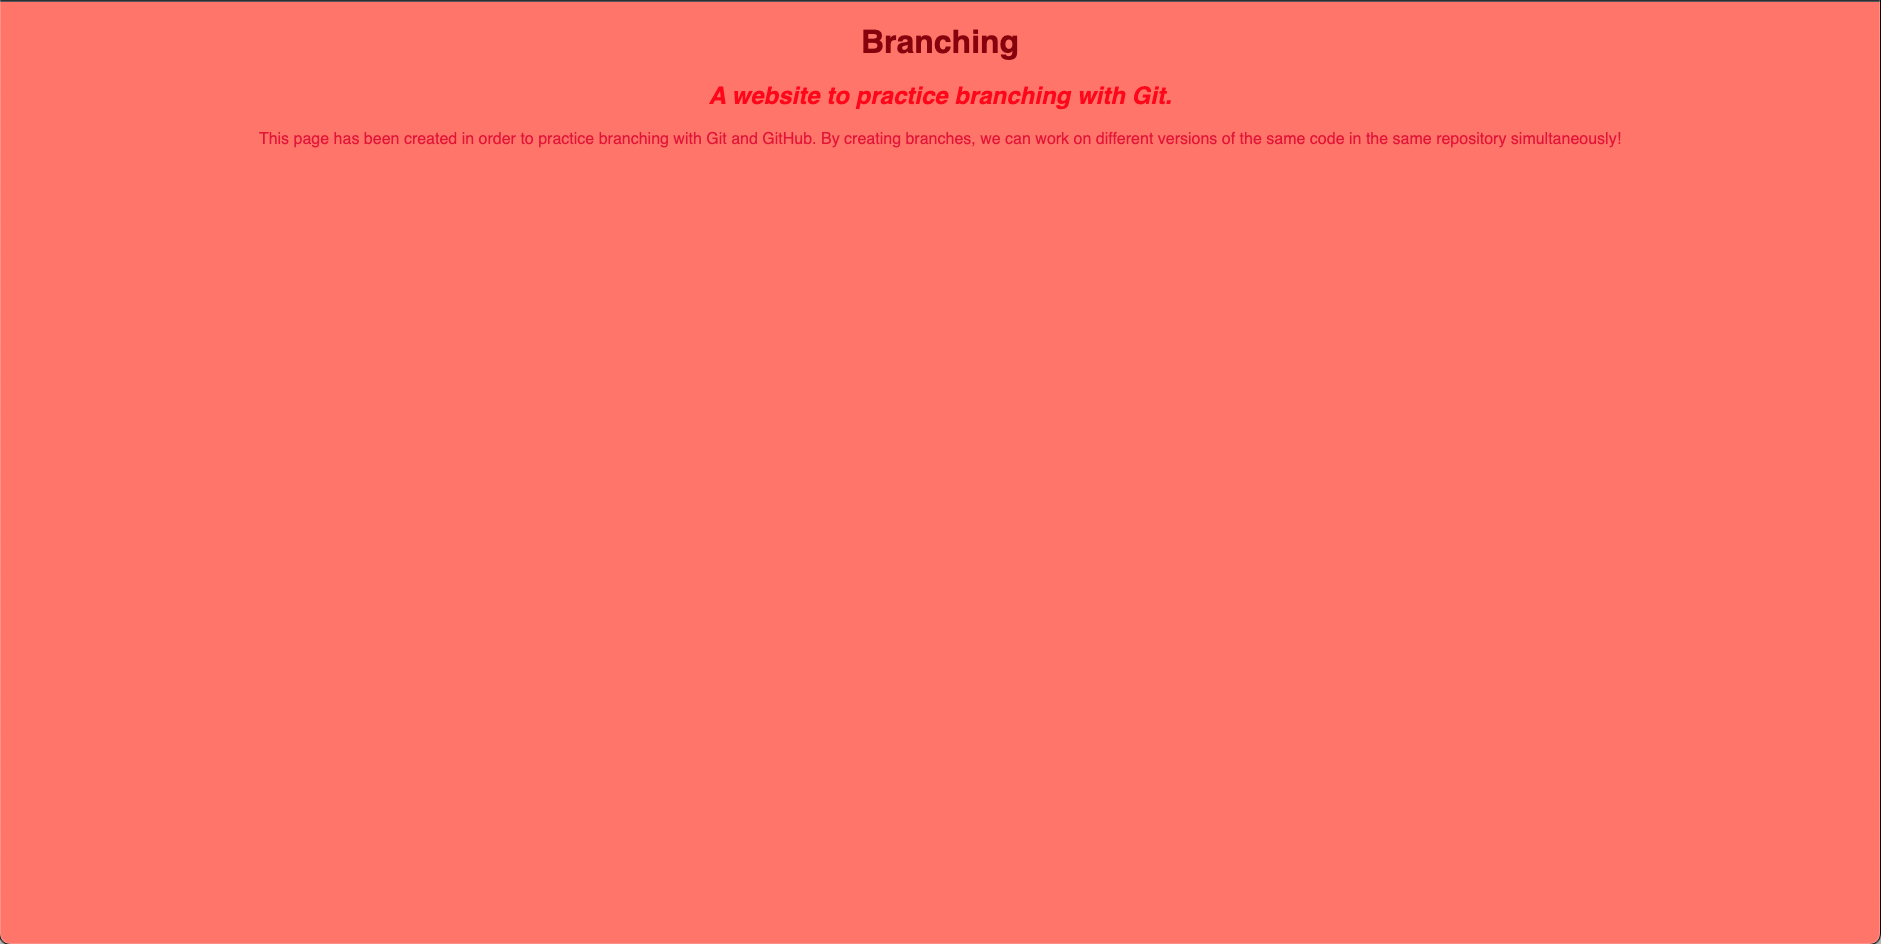 Branching
A website to practice branching with Git.
This page has been created in order to practice branching with Git and GitHub. By creating branches, we can work on different versions of the same code in the same repository simultaneously!